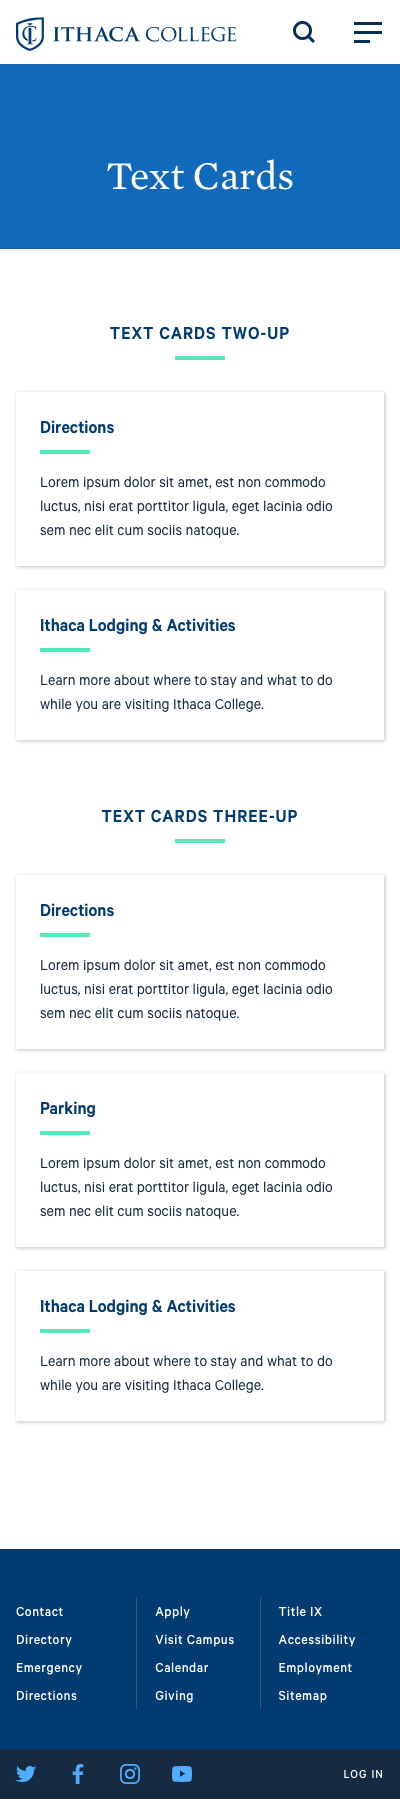 ITHACA COLLEGE
Text Cards
TEXT CARDS TWO-UP
Directions
Lorem ipsum dolor sit amet, est non commodo
luctus, nisi erat porttitor ligula, eget lacinia odio
sem nec elit cum sociis natoque.
Ithaca Lodging & Activities
Learn more about where to stay and what to do
while you are visiting Ithaca College.
TEXT CARDS THREE-UP
Directions
Lorem ipsum dolor sit amet, est non commodo
luctus, nisi erat porttitor ligula, eget lacinia odio
sem nec elit cum sociis natoque.
Parking
Lorem ipsum dolor sit amet, est non commodo
luctus, nisi erat porttitor ligula, eget lacinia odio
sem nec elit cum sociis natoque.
Ithaca Lodging & Activities
Learn more about where to stay and what to do
while you are visiting Ithaca College.
Contact
Directory
Emergency
Directions
Apply
Visit Campus
Calendar
Giving
Title IX
Accessibility
Employment
Sitemap
LOG IN